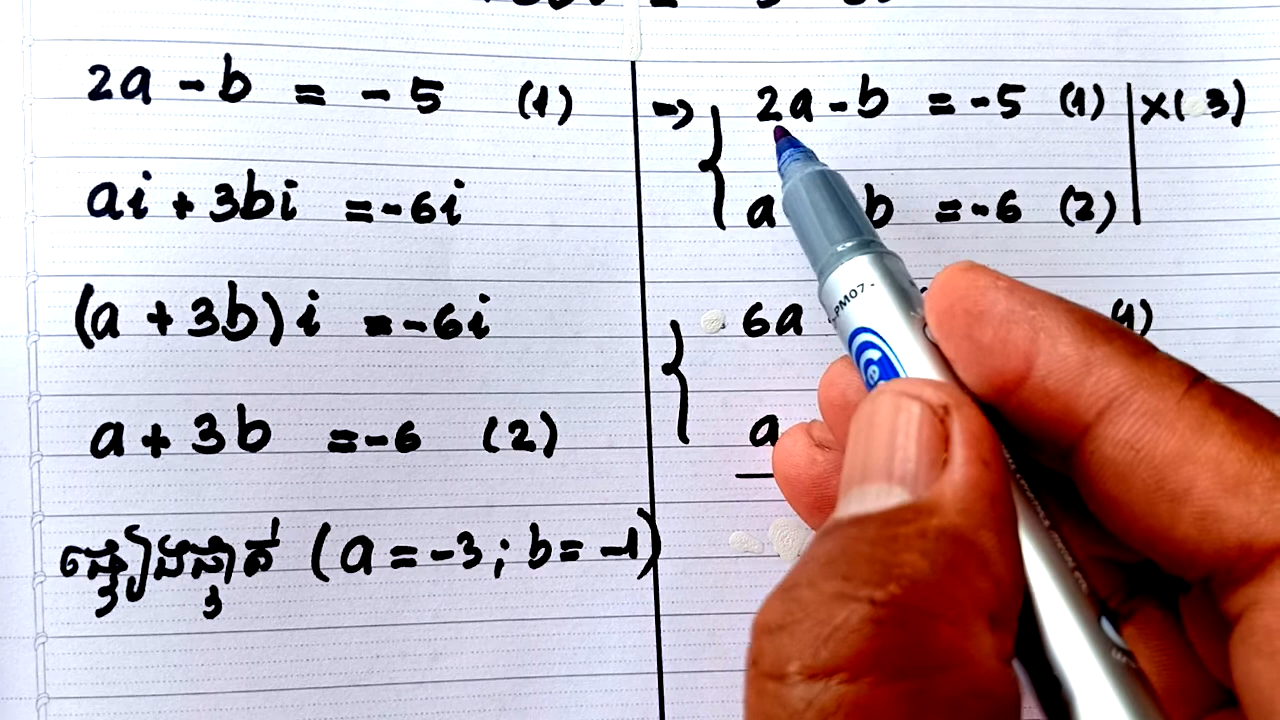 2a - b = -5 (1)
ai + 3bi = -6i
(a + 3b) i = -6i
a + 3b = -6 (2)
ផ្ទៀងផ្ទាត់ (a = -3 ; b = -1)
=> { 2a - b = -5 (1) | x( 3)
a b = -6 (2)
{ 6a
a
PM07-